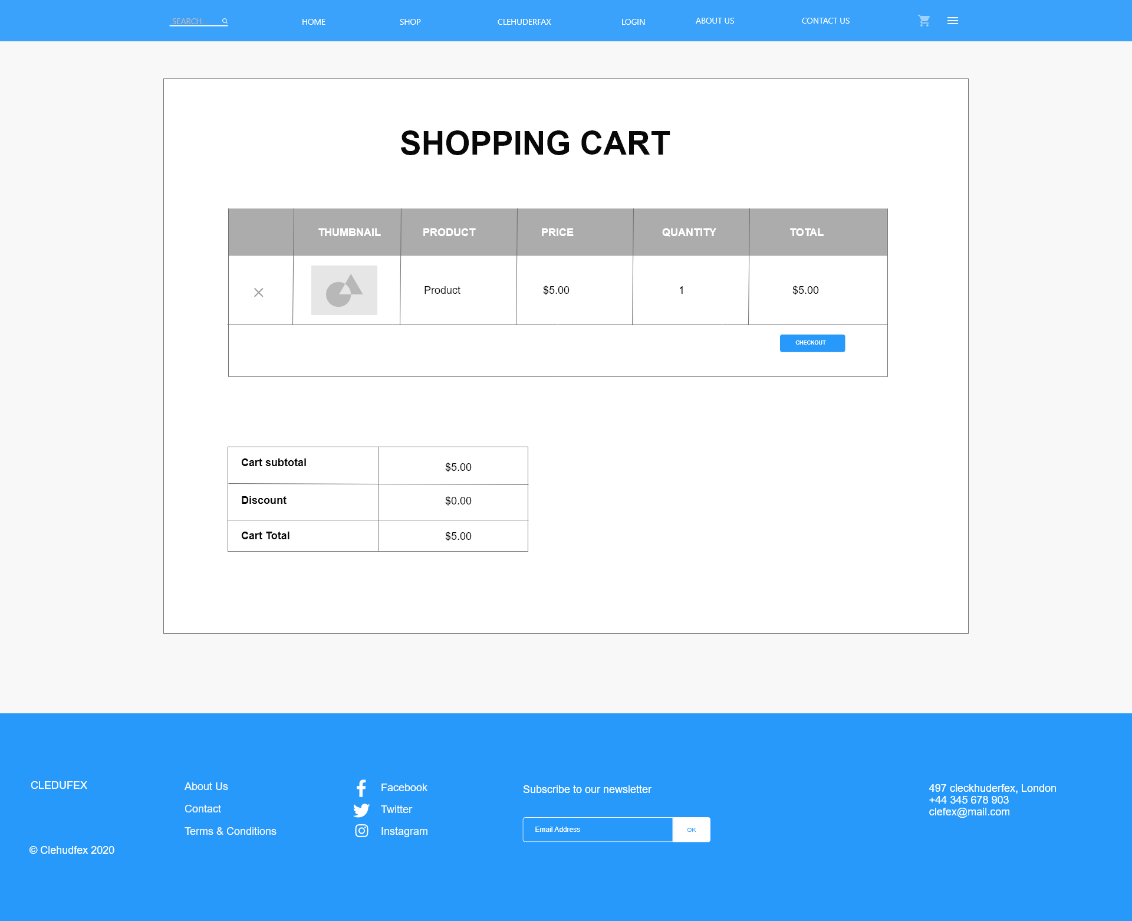 SEARCH
HOME
SHOP
CLEHUDERFAX
LOGIN
ABOUT US
CONTACT US
SHOPPING CART
THUMBNAIL
PRODUCT
PRICE
QUANTITY
TOTAL
Product
$5.00
1
$5.00
CHECKOUT
Cart subtotal
$5.00
Discount
$0.00
Cart Total
$5.00
CLEDUFEX
© Clehudfex 2020
About Us
Contact
Terms & Conditions
Facebook
Twitter
Instagram
Subscribe to our newsletter
Email Address
OK
497 cleckhuderfex, London
+44 345 678 903
clefex@mail.com